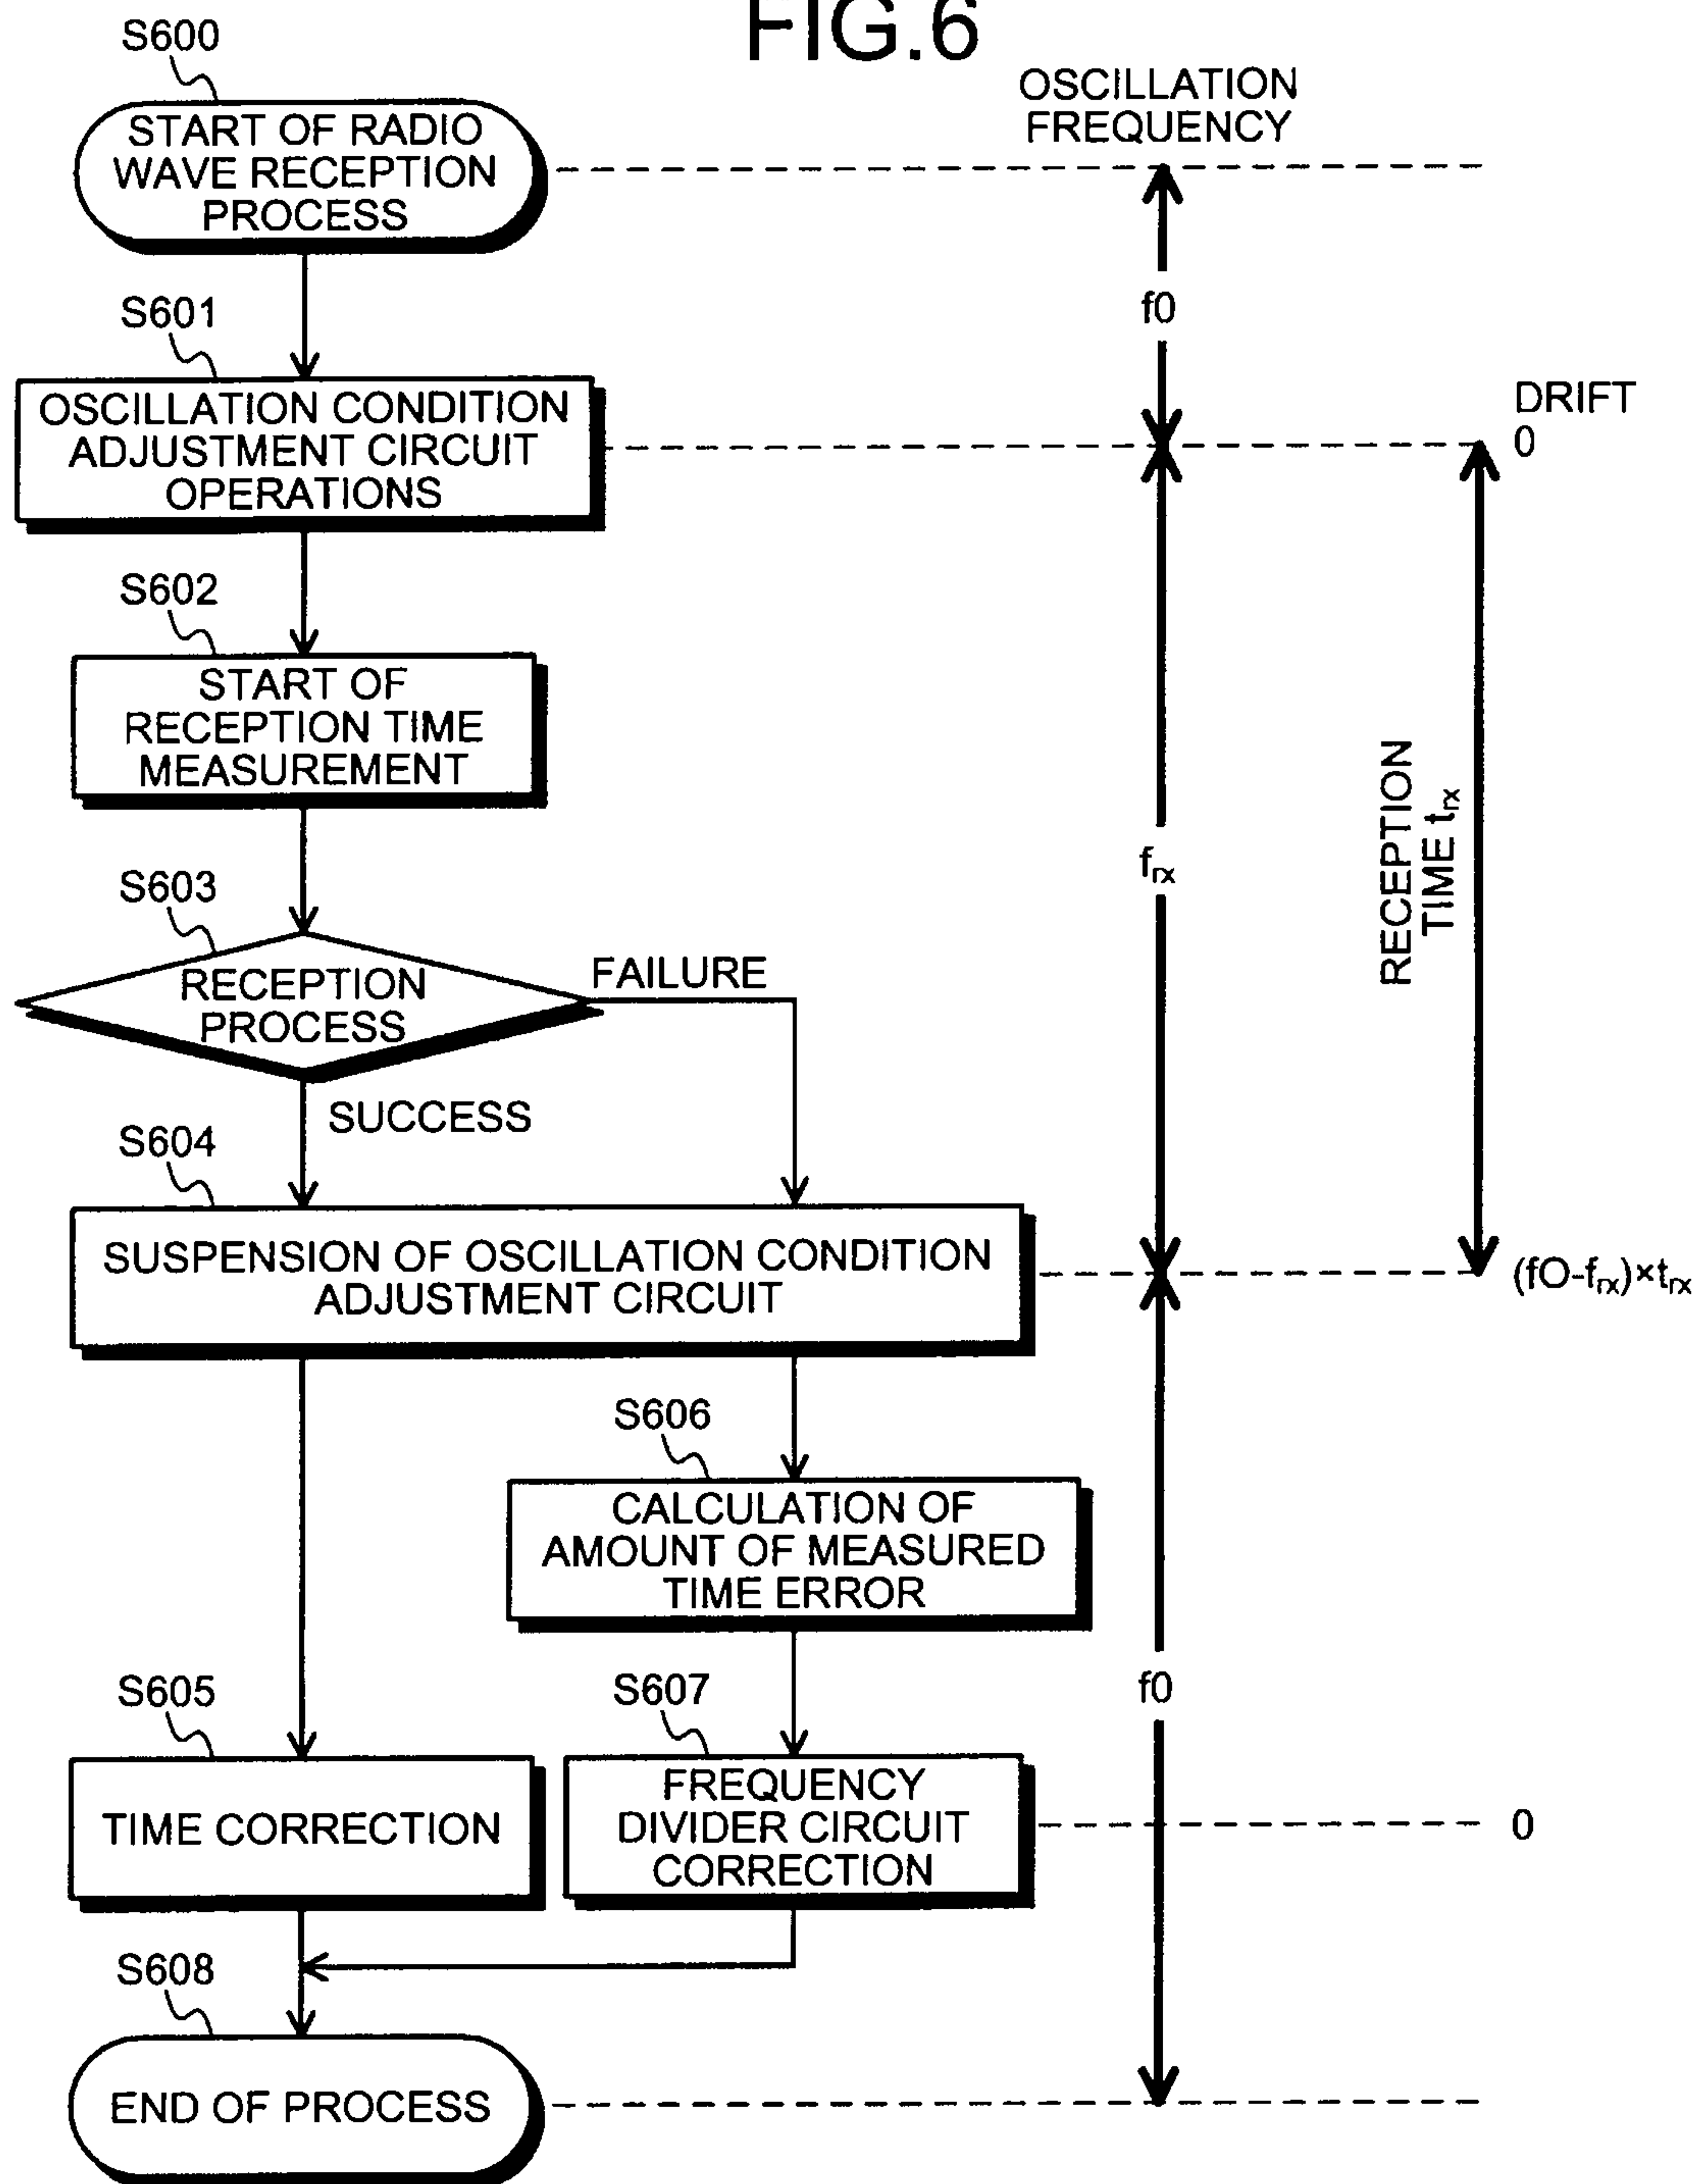 FIG.6
S600
START OF RADIO
WAVE RECEPTION
PROCESS
OSCILLATION
FREQUENCY
f0
S601
OSCILLATION CONDITION
ADJUSTMENT CIRCUIT
OPERATIONS
DRIFT
0
S602
START OF
RECEPTION TIME
MEASUREMENT
frx
RECEPTION
TIME trx
S603
RECEPTION
PROCESS
FAILURE
SUCCESS
S604
SUSPENSION OF OSCILLATION CONDITION
ADJUSTMENT CIRCUIT
(fO-frx)×trx
S606
CALCULATION OF
AMOUNT OF MEASURED
TIME ERROR
f0
S605
TIME CORRECTION
S607
FREQUENCY
DIVIDER CIRCUIT
CORRECTION
0
S608
END OF PROCESS